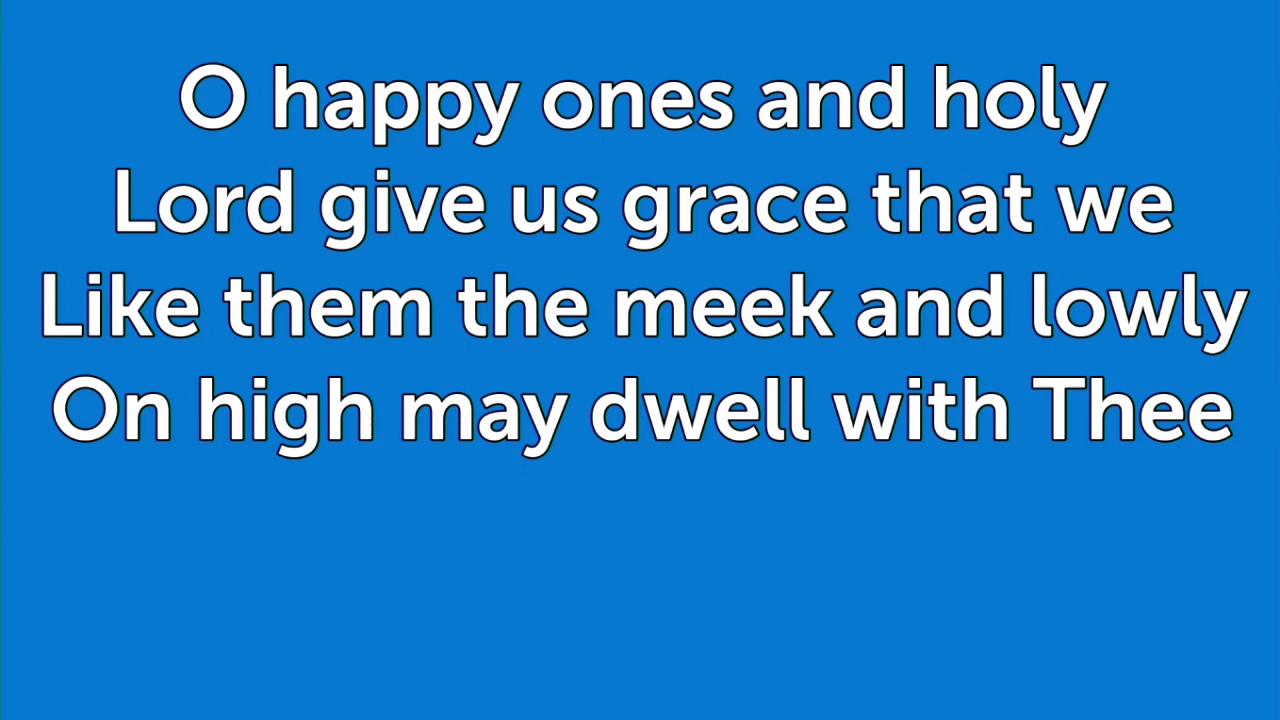 O happy ones and holy
Lord give us grace that we
Like them the meek and lowly
On high may dwell with Thee